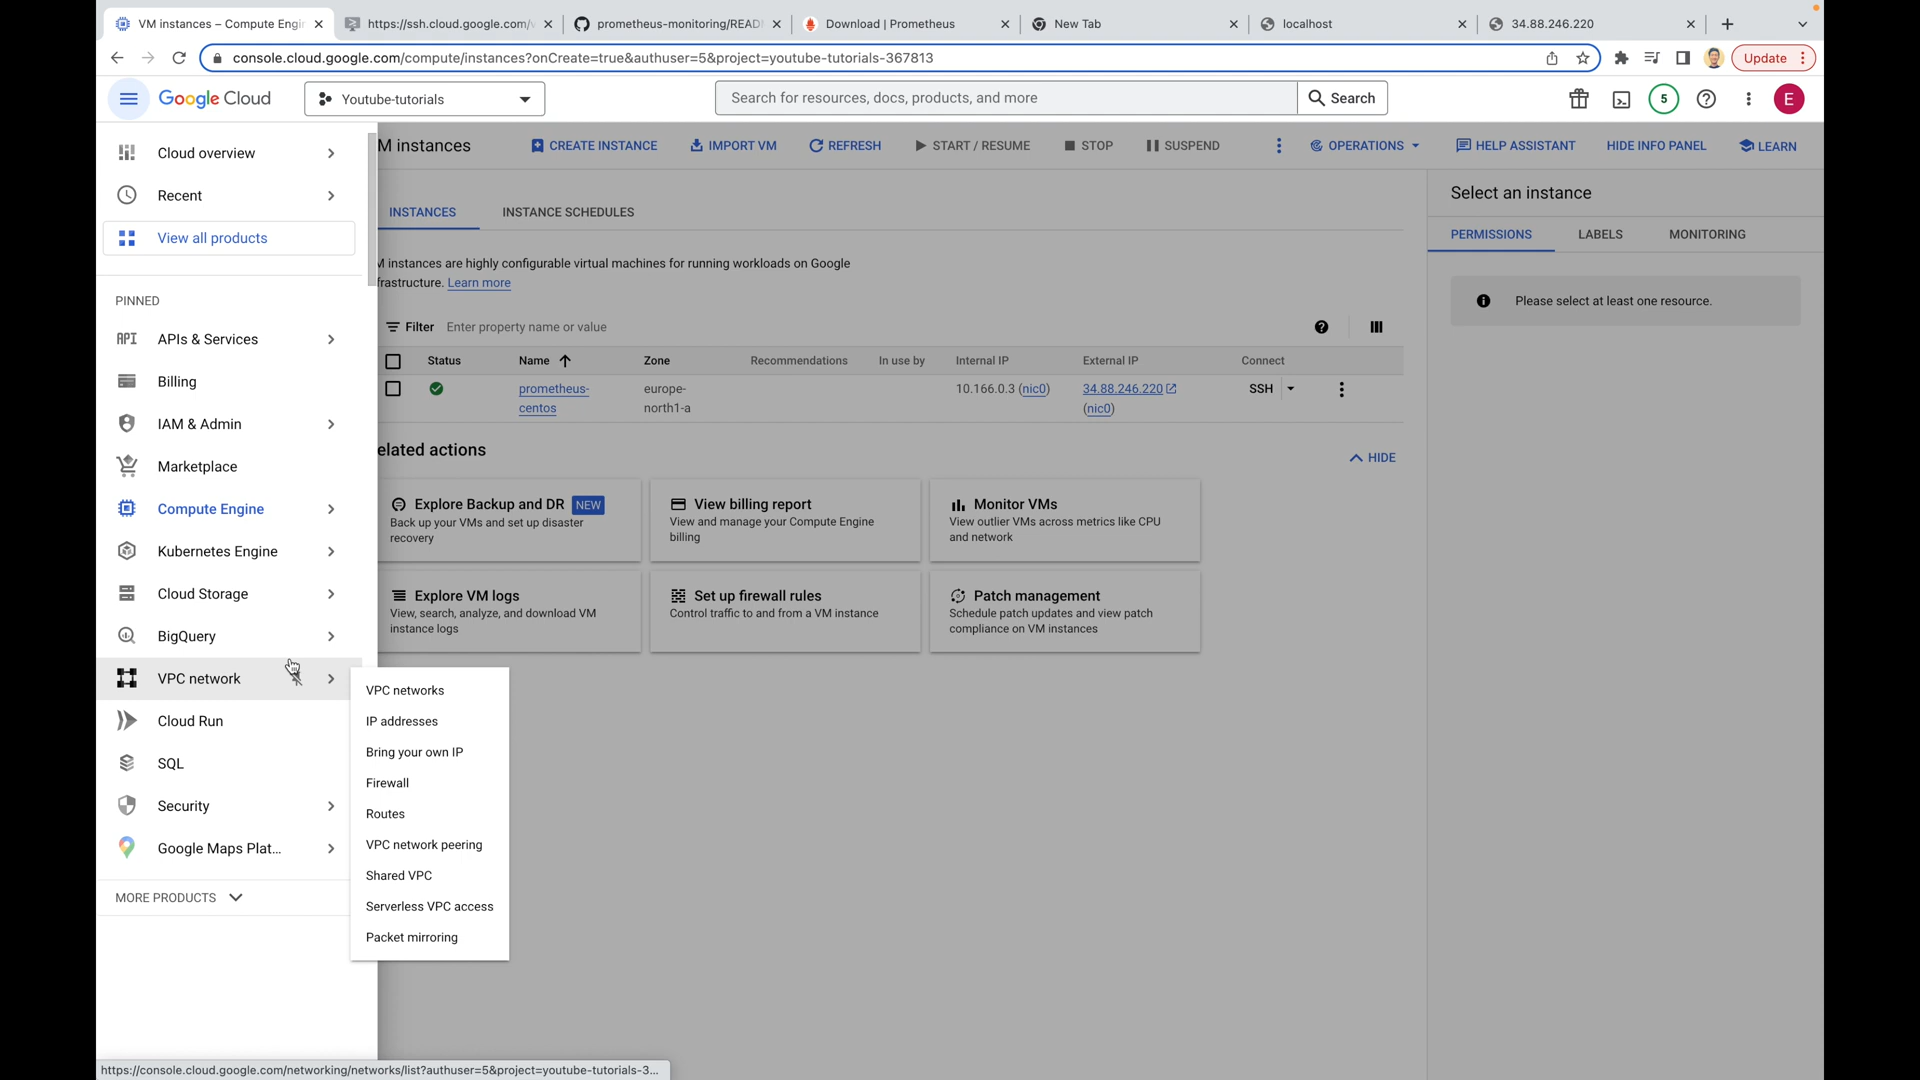 VM instances – Compute Engin
https://ssh.cloud.google.com/v
prometheus-monitoring/READM
Download | Prometheus
New Tab
localhost
34.88.246.220
console.cloud.google.com/compute/instances?onCreate=true&authuser=5&project=youtube-tutorials-367813
Update
Google Cloud
Youtube-tutorials
Search for resources, docs, products, and more
Search
5
E
Cloud overview
Recent
View all products
PINNED
API APIs & Services
Billing
IAM & Admin
Marketplace
Compute Engine
Kubernetes Engine
Cloud Storage
BigQuery
VPC network
Cloud Run
SQL
Security
Google Maps Plat...
MORE PRODUCTS
VPC networks
IP addresses
Bring your own IP
Firewall
Routes
VPC network peering
Shared VPC
Serverless VPC access
Packet mirroring
M instances
CREATE INSTANCE
IMPORT VM
REFRESH
START / RESUME
STOP
SUSPEND
OPERATIONS
HELP ASSISTANT
HIDE INFO PANEL
LEARN
INSTANCES
INSTANCE SCHEDULES
M instances are highly configurable virtual machines for running workloads on Google
frastructure. Learn more
Filter Enter property name or value
Status Name Zone Recommendations In use by Internal IP External IP Connect
prometheus-
centos
europe-
north1-a
10.166.0.3 (nic0)
34.88.246.220
(nic0)
SSH
elated actions
HIDE
Explore Backup and DR NEW
Back up your VMs and set up disaster
recovery
View billing report
View and manage your Compute Engine
billing
Monitor VMs
View outlier VMs across metrics like CPU
and network
Explore VM logs
View, search, analyze, and download VM
instance logs
Set up firewall rules
Control traffic to and from a VM instance
Patch management
Schedule patch updates and view patch
compliance on VM instances
Select an instance
PERMISSIONS
LABELS
MONITORING
Please select at least one resource.
https://console.cloud.google.com/networking/networks/list?authuser=5&project=youtube-tutorials-3...